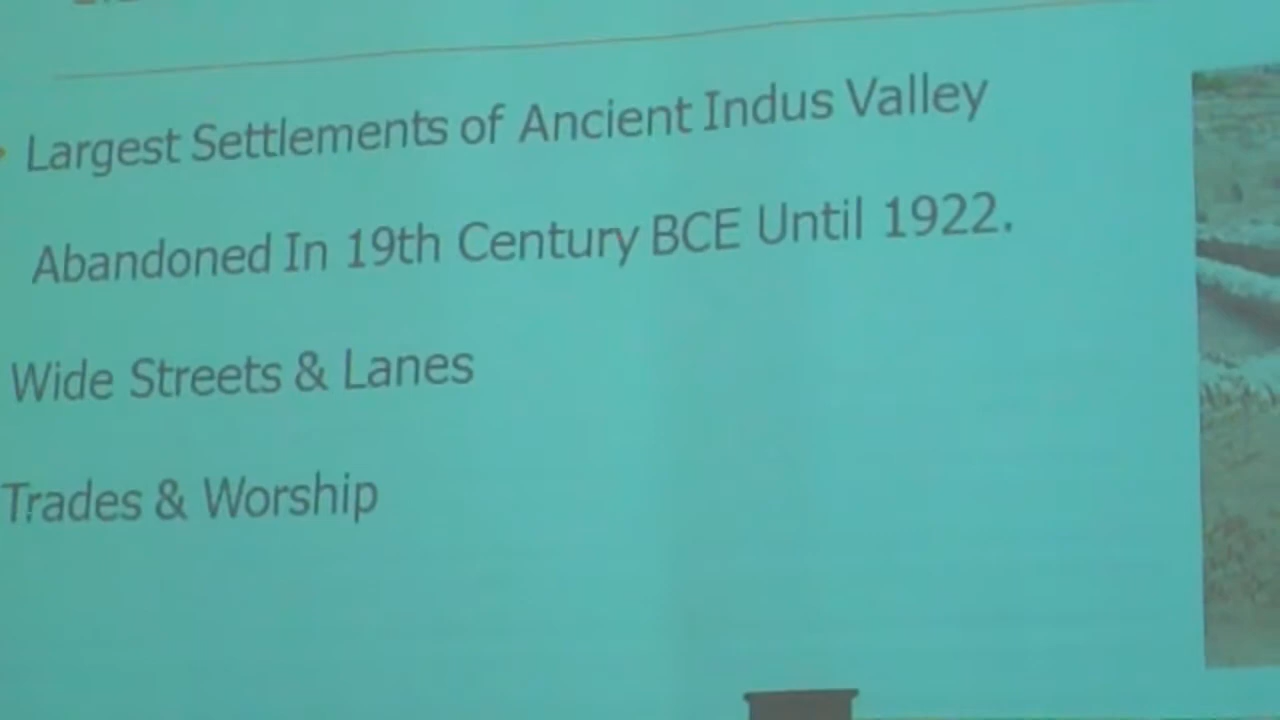 Largest Settlements of Ancient Indus Valley
Abandoned In 19th Century BCE Until 1922.
Wide Streets & Lanes
Trades & Worship